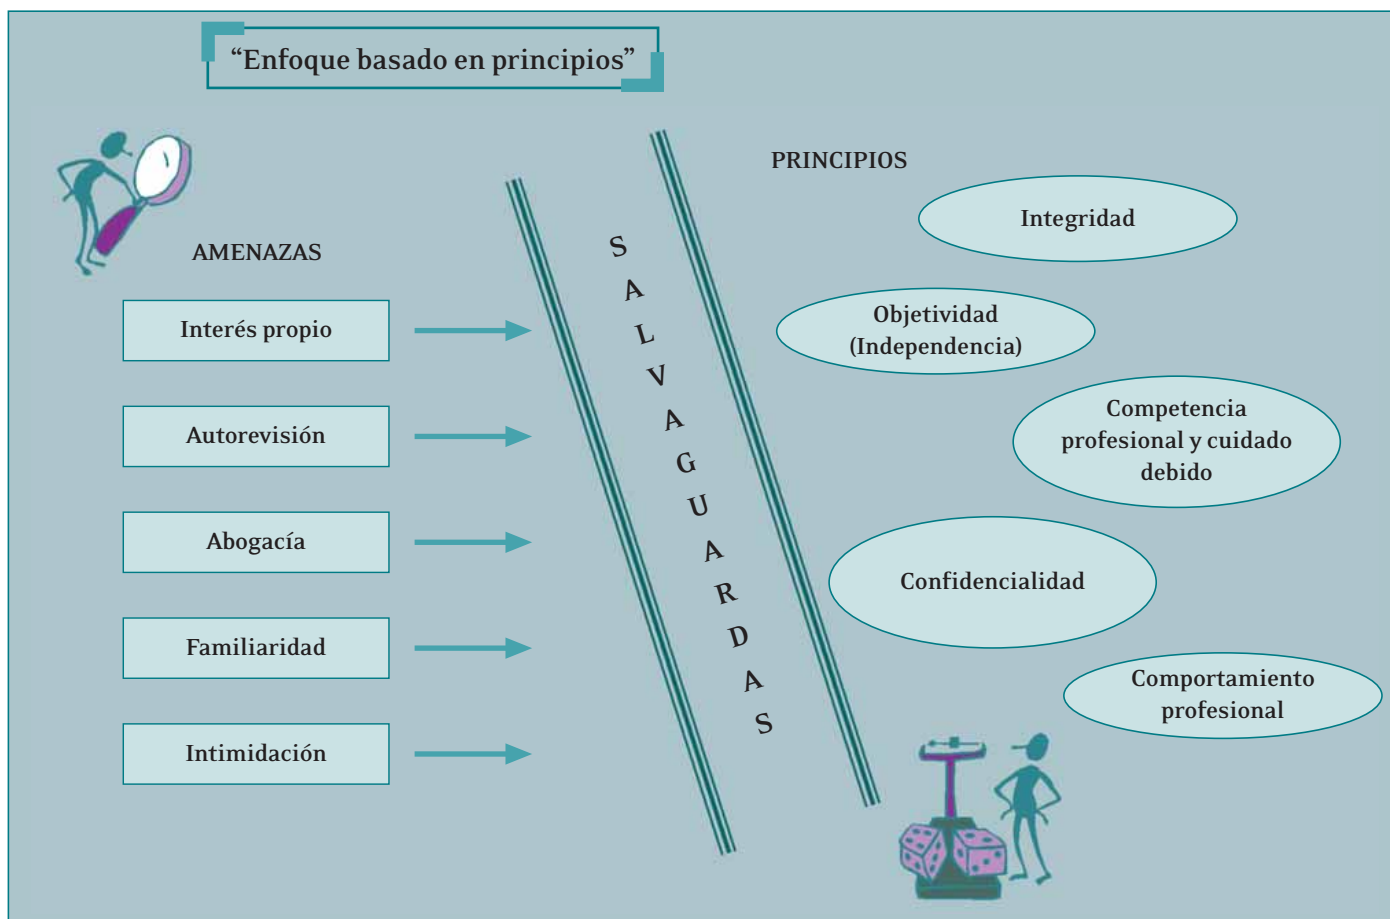 “Enfoque basado en principios”
AMENAZAS
Interés propio
Autorevisión
Abogacía
Familiaridad
Intimidación
SALVAGUARDAS
PRINCIPIOS
Integridad
Objetividad
(Independencia)
Competencia
profesional y cuidado
debido
Confidencialidad
Comportamiento
profesional